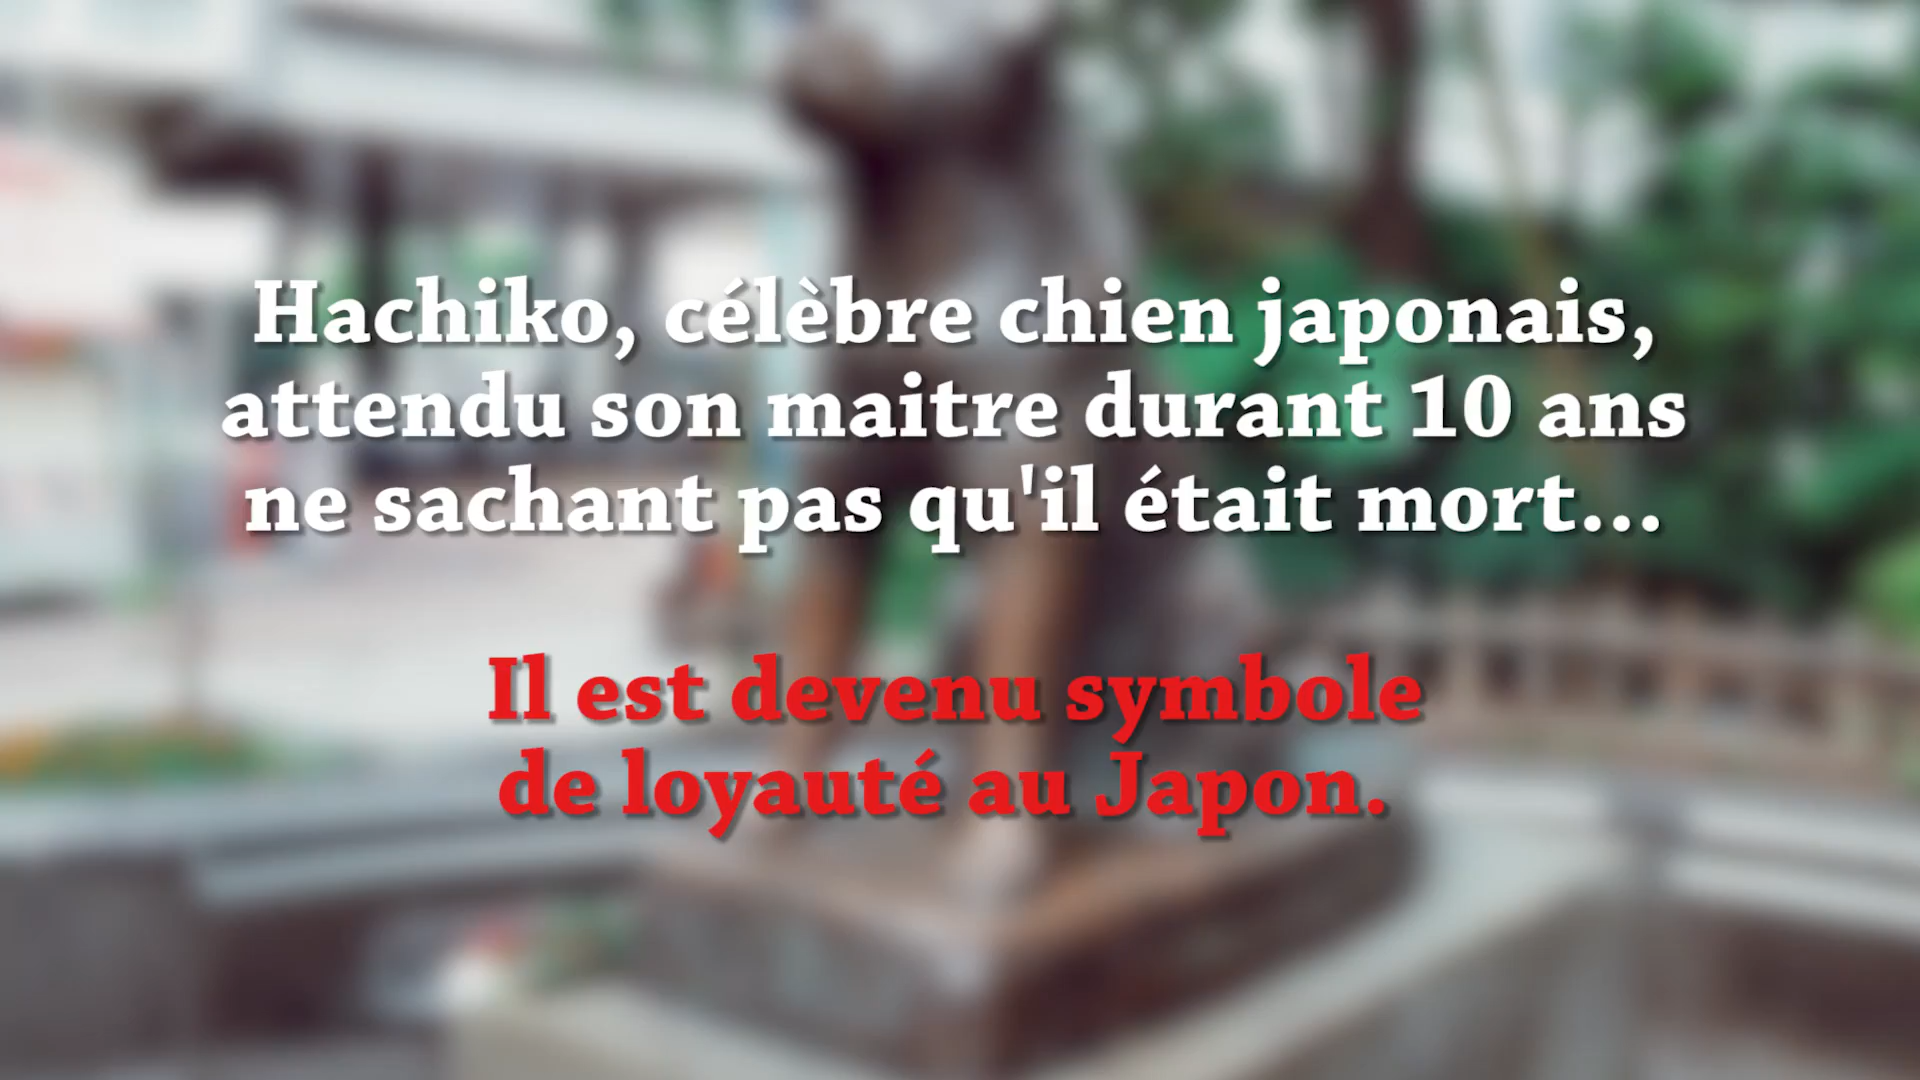 Hachiko, célèbre chien japonais,
attendu son maitre durant 10 ans
ne sachant pas qu'il était mort...
Il est devenu symbole
de loyauté au Japon.